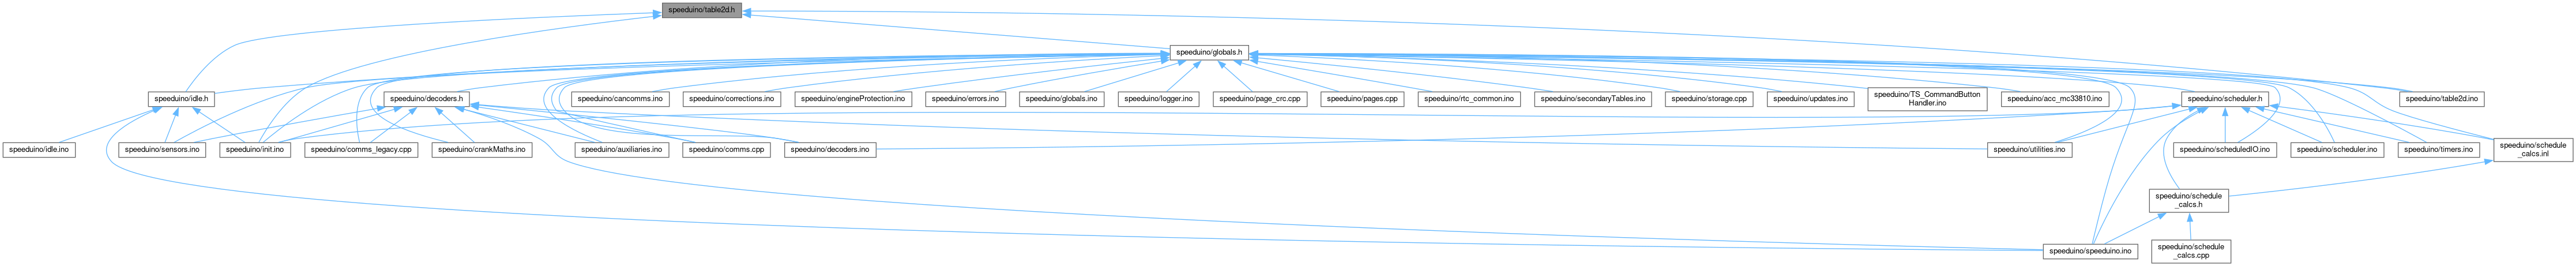 speeduino/table2d.h
speeduino/globals.h
speeduino/idle.h
speeduino/decoders.h
speeduino/cancomms.ino
speeduino/corrections.ino
speeduino/engineProtection.ino
speeduino/errors.ino
speeduino/globals.ino
speeduino/logger.ino
speeduino/page_crc.cpp
speeduino/pages.cpp
speeduino/rtc_common.ino
speeduino/secondaryTables.ino
speeduino/storage.cpp
speeduino/updates.ino
speeduino/TS_CommandButton
Handler.ino
speeduino/acc_mc33810.ino
speeduino/scheduler.h
speeduino/table2d.ino
speeduino/idle.ino
speeduino/sensors.ino
speeduino/init.ino
speeduino/comms_legacy.cpp
speeduino/crankMaths.ino
speeduino/auxiliaries.ino
speeduino/comms.cpp
speeduino/decoders.ino
speeduino/utilities.ino
speeduino/scheduledIO.ino
speeduino/scheduler.ino
speeduino/timers.ino
speeduino/schedule
_calcs.inl
speeduino/schedule
_calcs.h
speeduino/speeduino.ino
speeduino/schedule
_calcs.cpp